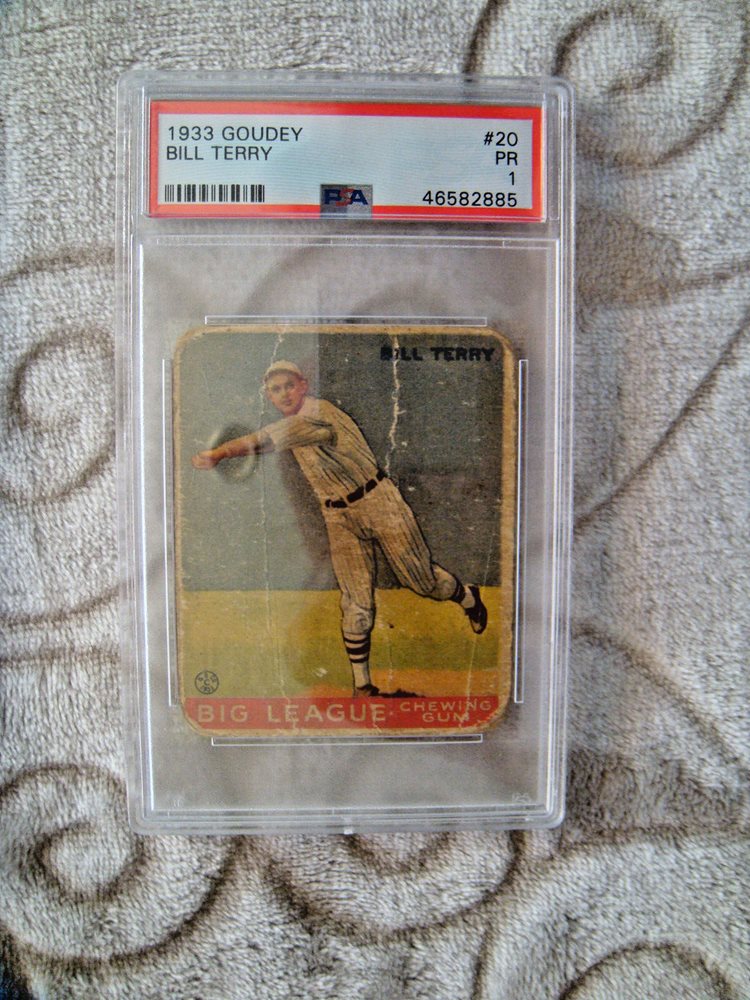 1933 GOUDEY #20
BILL TERRY PR
1
PSA 46582885
BILL TERRY
BIG LEAGUE CHEWING
GUM